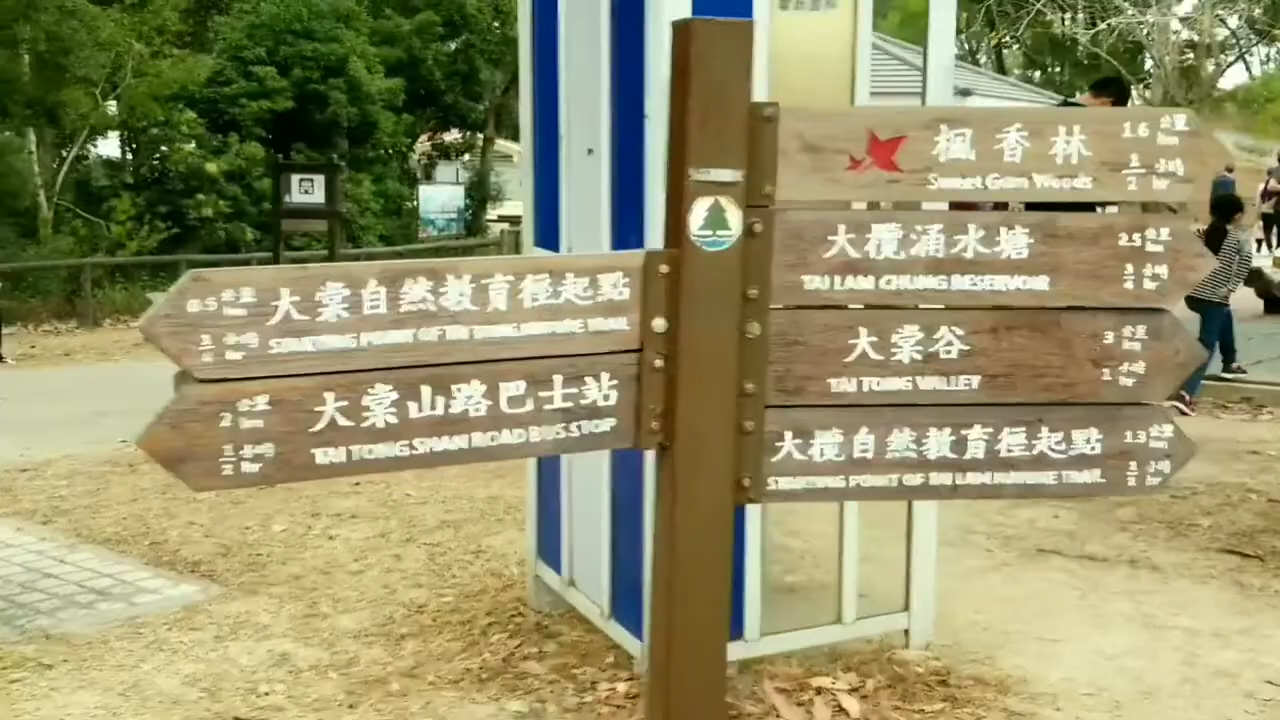 楓香林 1.6 公里 km
Sweet Gum Woods 1/2 小時 hr
大欖涌水塘 2.5 公里 km
TAI LAM CHUNG RESERVOIR 3/4 小時 hr
大棠谷 3 公里 km
TAI TONG VALLEY 1 小時 hr
大欖自然教育徑起點 1.3 公里 km
STARTING POINT OF TAI LAM NATURE TRAIL 小時 hr
0.5 公里 km 大棠自然教育徑起點
小時 hr STARTING POINT OF TAI TONG NATURE TRAIL
2 公里 km 大棠山路巴士站
1/2 小時 hr TAI TONG SHAN ROAD BUS STOP